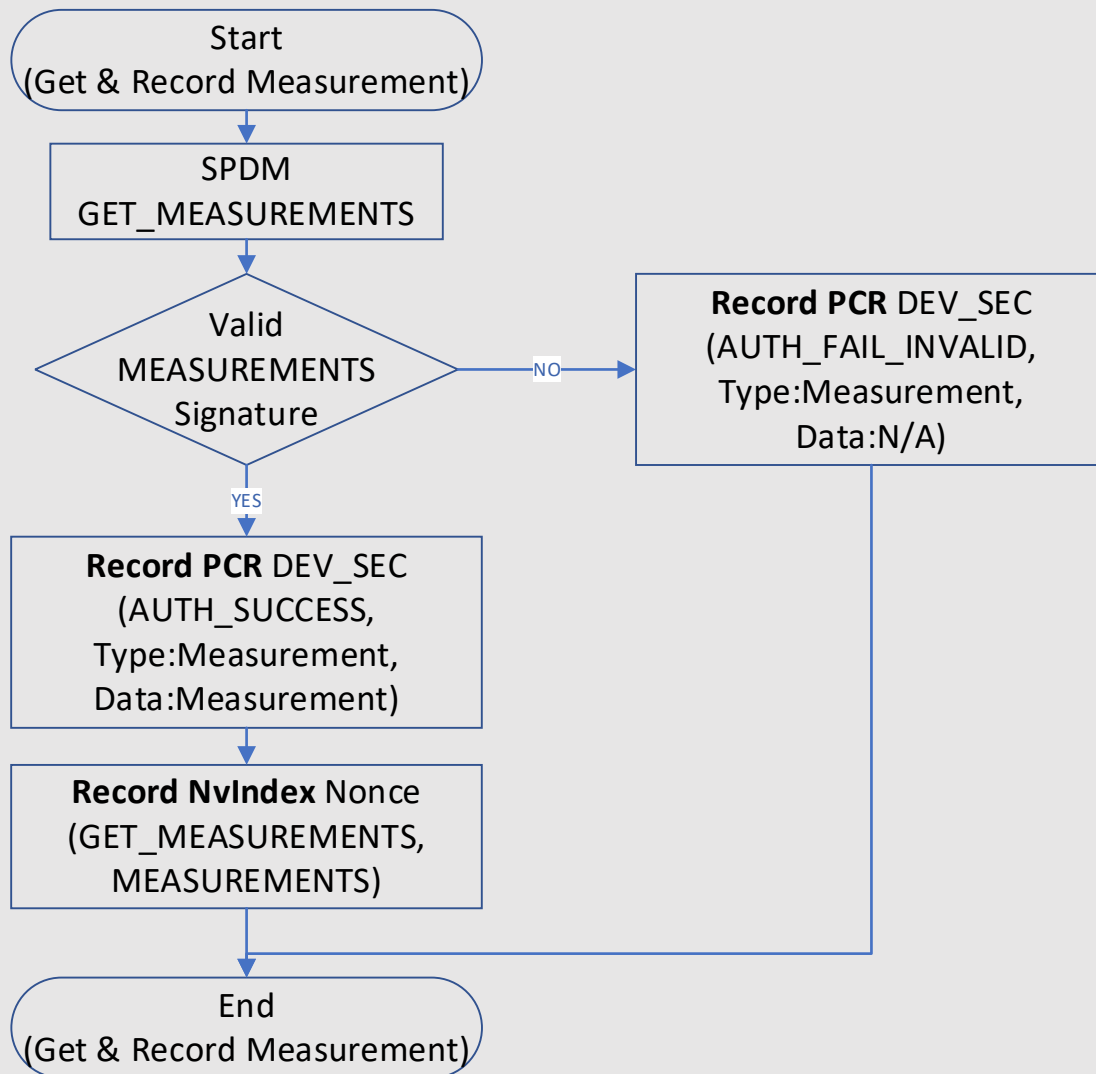 Start
(Get & Record Measurement)
SPDM
GET_MEASUREMENTS
Valid
MEASUREMENTS
Signature
NO
Record PCR DEV_SEC
(AUTH_FAIL_INVALID,
Type:Measurement,
Data:N/A)
YES
Record PCR DEV_SEC
(AUTH_SUCCESS,
Type:Measurement,
Data:Measurement)
Record NvIndex Nonce
(GET_MEASUREMENTS,
MEASUREMENTS)
End
(Get & Record Measurement)